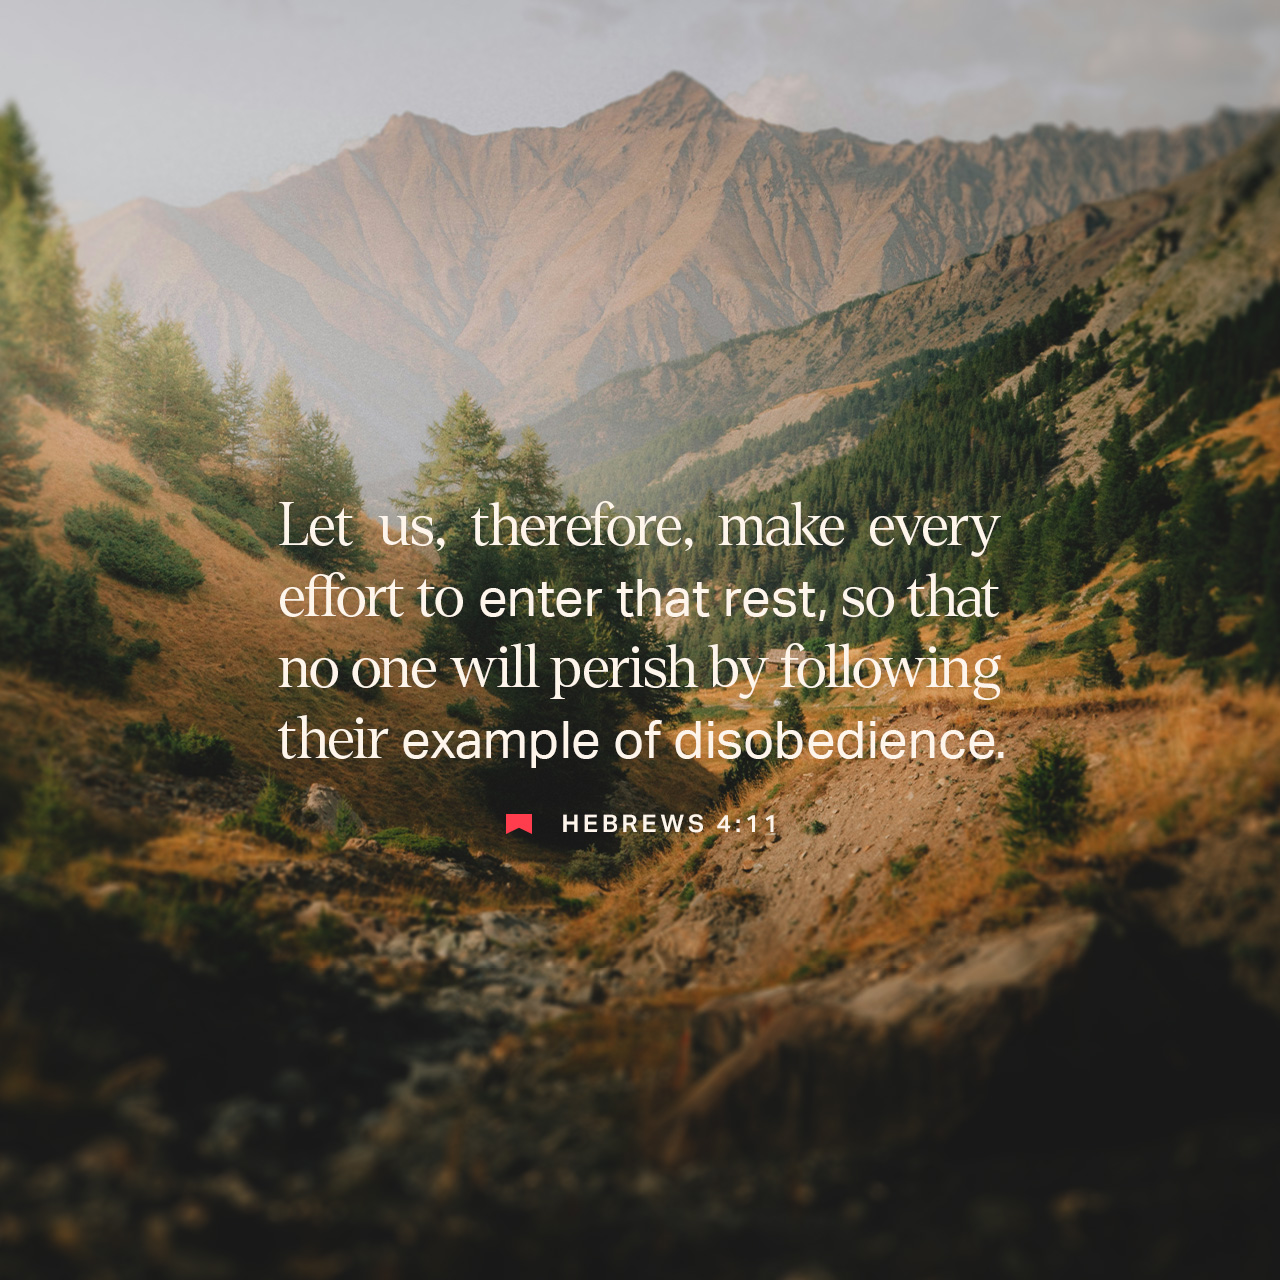 Let us, therefore, make every
effort to enter that rest, so that
no one will perish by following
their example of disobedience.
HEBREWS 4:11